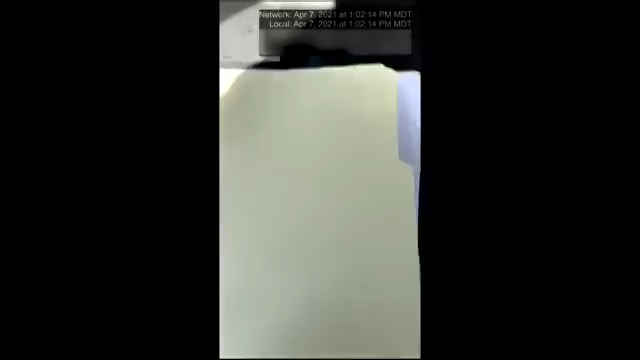 Network: Apr 7, 2021 at 1:02:14 PM MDT
Local: Apr 7, 2021 at 1:02:14 PM MDT